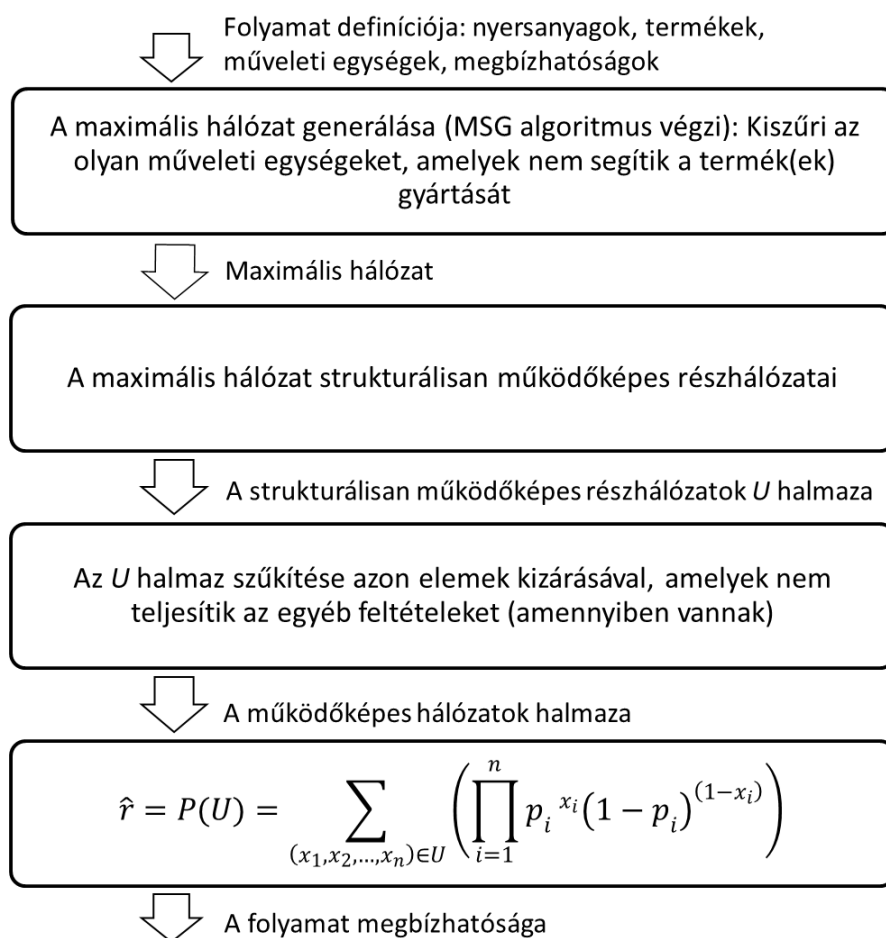 Folyamat definíciója: nyersanyagok, termékek,
műveleti egységek, megbízhatóságok
A maximális hálózat generálása (MSG algoritmus végzi): Kiszűri az
olyan műveleti egységeket, amelyek nem segítik a termék(ek)
gyártását
Maximális hálózat
A maximális hálózat strukturálisan működőképes részhálózatai
A strukturálisan működőképes részhálózatok U halmaza
Az U halmaz szűkítése azon elemek kizárásával, amelyek nem
teljesítik az egyéb feltételeket (amennyiben vannak)
A működőképes hálózatok halmaza
r̂ = P(U) = ∑_{(x₁,x₂,...,xₙ)∈U} (∏_{i=1}^{n} p_i^{x_i}(1 − p_i)^{(1−x_i)})
A folyamat megbízhatósága